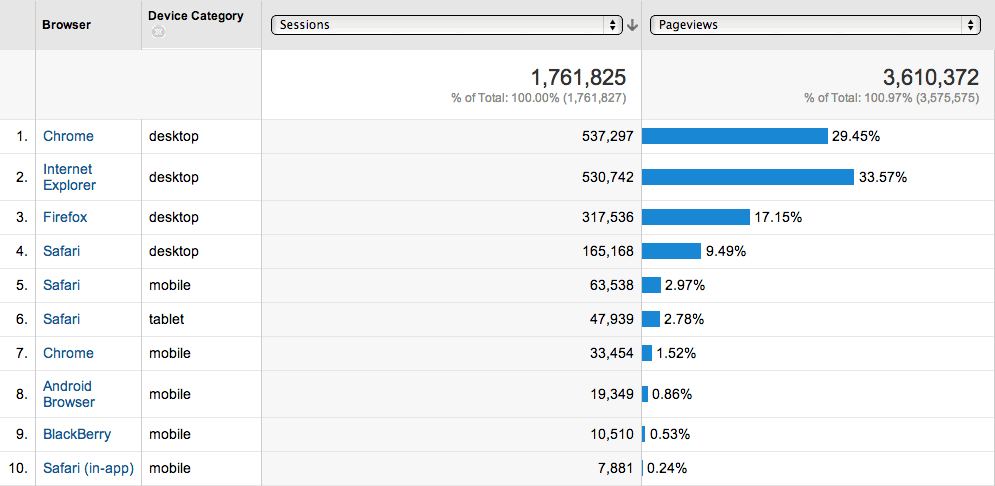 Browser Device Category Sessions Pageviews
1,761,825 3,610,372
% of Total: 100.00% (1,761,827) % of Total: 100.97% (3,575,575)
1. Chrome desktop 537,297 29.45%
2. Internet Explorer desktop 530,742 33.57%
3. Firefox desktop 317,536 17.15%
4. Safari desktop 165,168 9.49%
5. Safari mobile 63,538 2.97%
6. Safari tablet 47,939 2.78%
7. Chrome mobile 33,454 1.52%
8. Android Browser mobile 19,349 0.86%
9. BlackBerry mobile 10,510 0.53%
10. Safari (in-app) mobile 7,881 0.24%